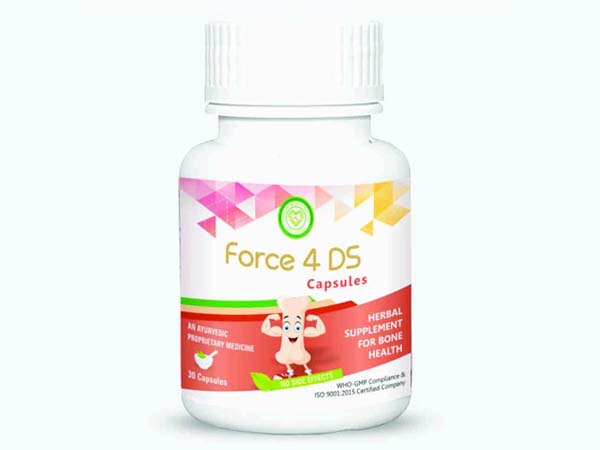 Force 4 DS
Capsules
AN AYURVEDIC
PROPRIETARY MEDICINE
30 Capsules
HERBAL
SUPPLEMENT
FOR BONE
HEALTH
NO SIDE EFFECTS
WHO-GMP Compliance &
ISO 9001:2015 Certified Company